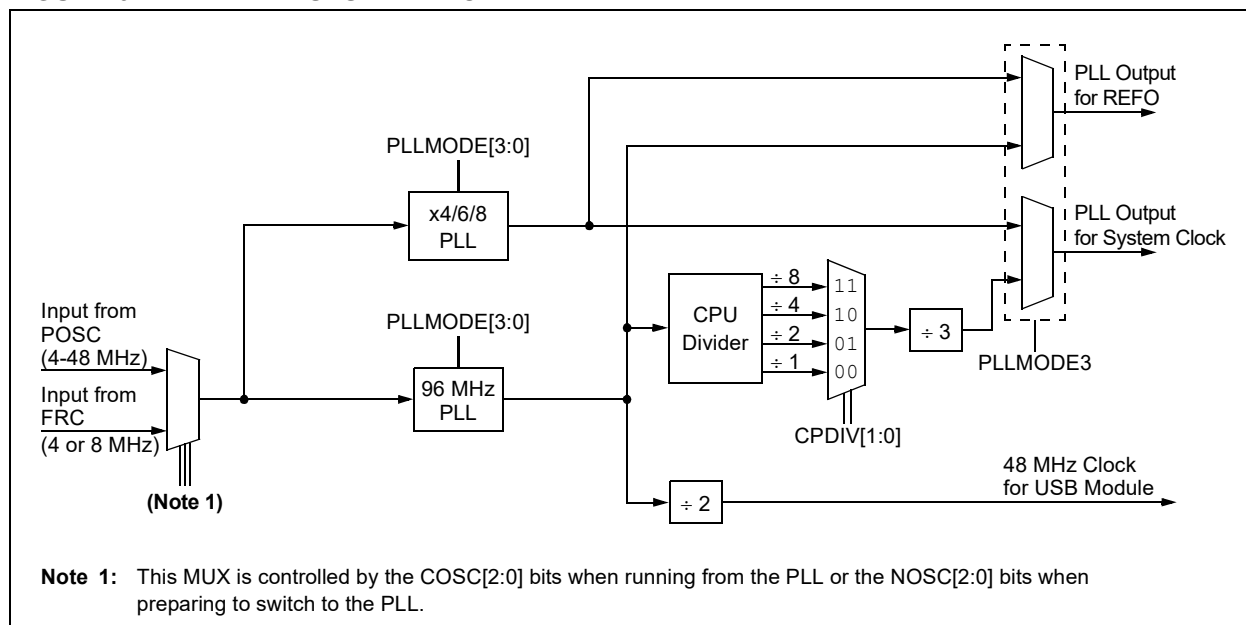 PLL Output
for REFO
PLLMODE[3:0]
x4/6/8
PLL
PLL Output
for System Clock
Input from
POSC
(4-48 MHz)
Input from
FRC
(4 or 8 MHz)
(Note 1)
PLLMODE[3:0]
96 MHz
PLL
CPU
Divider
÷ 8
÷ 4
÷ 2
÷ 1
11
10
01
00
CPDIV[1:0]
÷ 3
PLLMODE3
÷ 2
48 MHz Clock
for USB Module
Note 1: This MUX is controlled by the COSC[2:0] bits when running from the PLL or the NOSC[2:0] bits when
preparing to switch to the PLL.